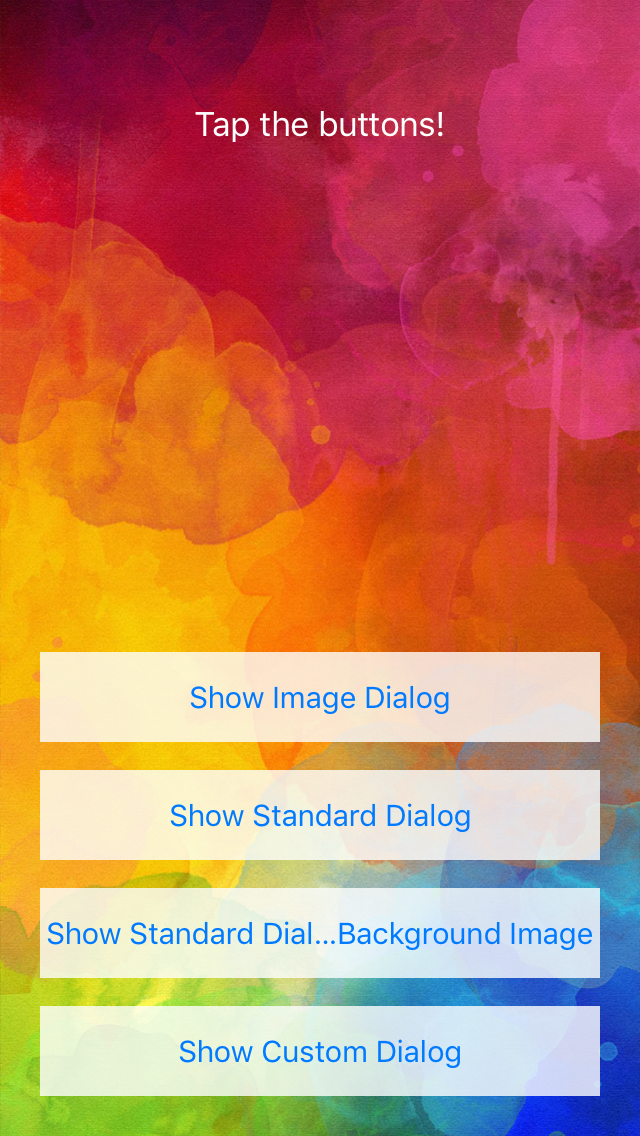 Tap the buttons!
Show Image Dialog
Show Standard Dialog
Show Standard Dial...Background Image
Show Custom Dialog